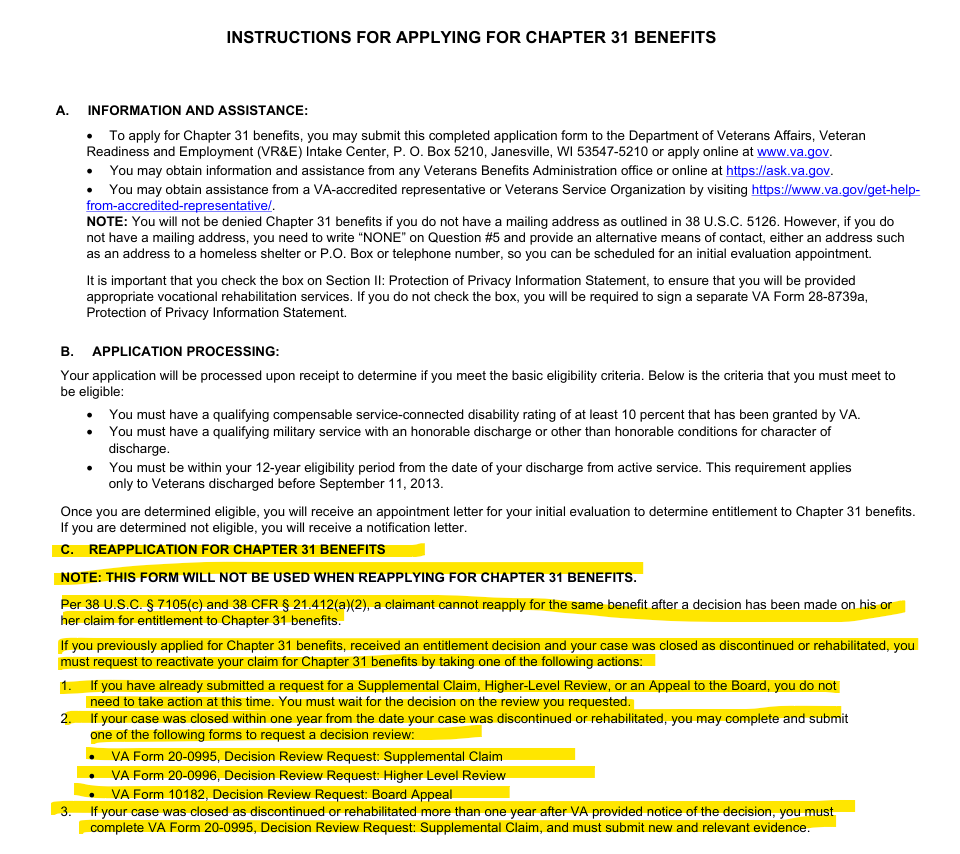 INSTRUCTIONS FOR APPLYING FOR CHAPTER 31 BENEFITS
A. INFORMATION AND ASSISTANCE:
• To apply for Chapter 31 benefits, you may submit this completed application form to the Department of Veterans Affairs, Veteran
Readiness and Employment (VR&E) Intake Center, P. O. Box 5210, Janesville, WI 53547-5210 or apply online at www.va.gov.
• You may obtain information and assistance from any Veterans Benefits Administration office or online at https://ask.va.gov.
• You may obtain assistance from a VA-accredited representative or Veterans Service Organization by visiting https://www.va.gov/get-help-
from-accredited-representative/.
NOTE: You will not be denied Chapter 31 benefits if you do not have a mailing address as outlined in 38 U.S.C. 5126. However, if you do
not have a mailing address, you need to write “NONE” on Question #5 and provide an alternative means of contact, either an address such
as an address to a homeless shelter or P.O. Box or telephone number, so you can be scheduled for an initial evaluation appointment.
It is important that you check the box on Section II: Protection of Privacy Information Statement, to ensure that you will be provided
appropriate vocational rehabilitation services. If you do not check the box, you will be required to sign a separate VA Form 28-8739a,
Protection of Privacy Information Statement.
B. APPLICATION PROCESSING:
Your application will be processed upon receipt to determine if you meet the basic eligibility criteria. Below is the criteria that you must meet to
be eligible:
• You must have a qualifying compensable service-connected disability rating of at least 10 percent that has been granted by VA.
• You must have a qualifying military service with an honorable discharge or other than honorable conditions for character of
discharge.
• You must be within your 12-year eligibility period from the date of your discharge from active service. This requirement applies
only to Veterans discharged before September 11, 2013.
Once you are determined eligible, you will receive an appointment letter for your initial evaluation to determine entitlement to Chapter 31 benefits.
If you are determined not eligible, you will receive a notification letter.
C. REAPPLICATION FOR CHAPTER 31 BENEFITS
NOTE: THIS FORM WILL NOT BE USED WHEN REAPPLYING FOR CHAPTER 31 BENEFITS.
Per 38 U.S.C. § 7105(c) and 38 CFR § 21.412(a)(2), a claimant cannot reapply for the same benefit after a decision has been made on his or
her claim for entitlement to Chapter 31 benefits.
If you previously applied for Chapter 31 benefits, received an entitlement decision and your case was closed as discontinued or rehabilitated, you
must request to reactivate your claim for Chapter 31 benefits by taking one of the following actions:
1. If you have already submitted a request for a Supplemental Claim, Higher-Level Review, or an Appeal to the Board, you do not
need to take action at this time. You must wait for the decision on the review you requested.
2. If your case was closed within one year from the date your case was discontinued or rehabilitated, you may complete and submit
one of the following forms to request a decision review:
• VA Form 20-0995, Decision Review Request: Supplemental Claim
• VA Form 20-0996, Decision Review Request: Higher Level Review
• VA Form 10182, Decision Review Request: Board Appeal
3. If your case was closed as discontinued or rehabilitated more than one year after VA provided notice of the decision, you must
complete VA Form 20-0995, Decision Review Request: Supplemental Claim, and must submit new and relevant evidence.